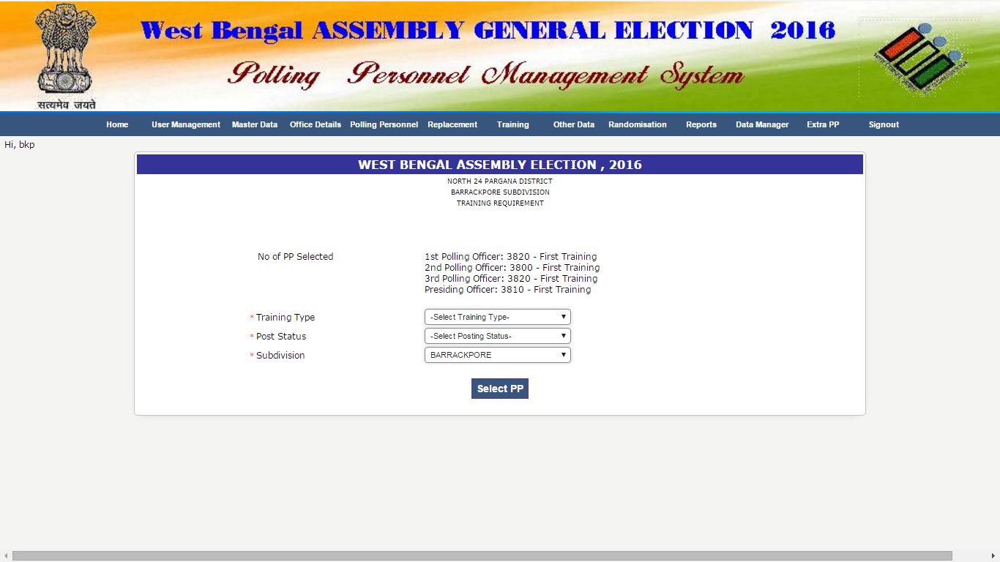 West Bengal ASSEMBLY GENERAL ELECTION 2016
Polling Personnel Management System
सत्यमेव जयते
Home User Management Master Data Office Details Polling Personnel Replacement Training Other Data Randomisation Reports Data Manager Extra PP Signout
Hi, bkp
WEST BENGAL ASSEMBLY ELECTION , 2016
NORTH 24 PARGANA DISTRICT
BARRACKPORE SUBDIVISION
TRAINING REQUIREMENT
No of PP Selected 1st Polling Officer: 3820 - First Training
2nd Polling Officer: 3800 - First Training
3rd Polling Officer: 3820 - First Training
Presiding Officer: 3810 - First Training
* Training Type -Select Training Type-
* Post Status -Select Posting Status-
* Subdivision BARRACKPORE
Select PP